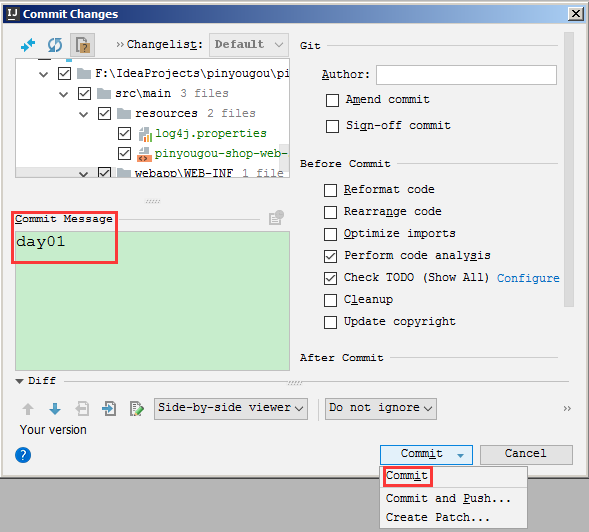 IJ Commit Changes
›› Changelist: Default
F:\IdeaProjects\pinyougou\pi
src\main 3 files
resources 2 files
log4j.properties
pinyougou-shop-web-
webapp\WEB-INF 1 file
Commit Message
day01
Git
Author:
Amend commit
Sign-off commit
Before Commit
Reformat code
Rearrange code
Optimize imports
Perform code analysis
Check TODO (Show All) Configure
Cleanup
Update copyright
After Commit
Diff
Side-by-side viewer Do not ignore ››
Your version
? Commit Cancel
Commit
Commit and Push...
Create Patch...